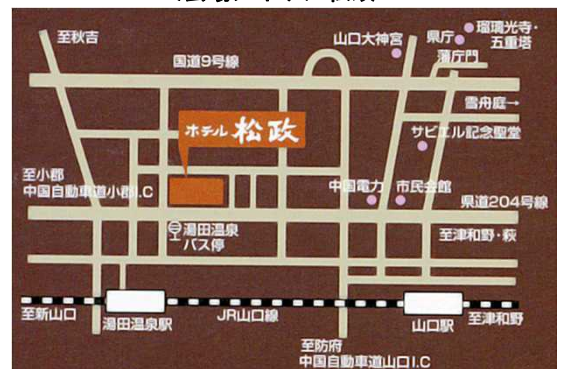 至秋吉
国道9号線
山口大神宮
県庁
瑠璃光寺・
五重塔
藩庁門
雪舟庭→
ホテル 松政
サビエル記念聖堂
至小郡
中国自動車道小郡I.C
中国電力
市民会館
県道204号線
湯田温泉
バス停
至津和野・萩
至新山口
湯田温泉駅
JR山口線
山口駅
至津和野
至防府
中国自動車道山口I.C